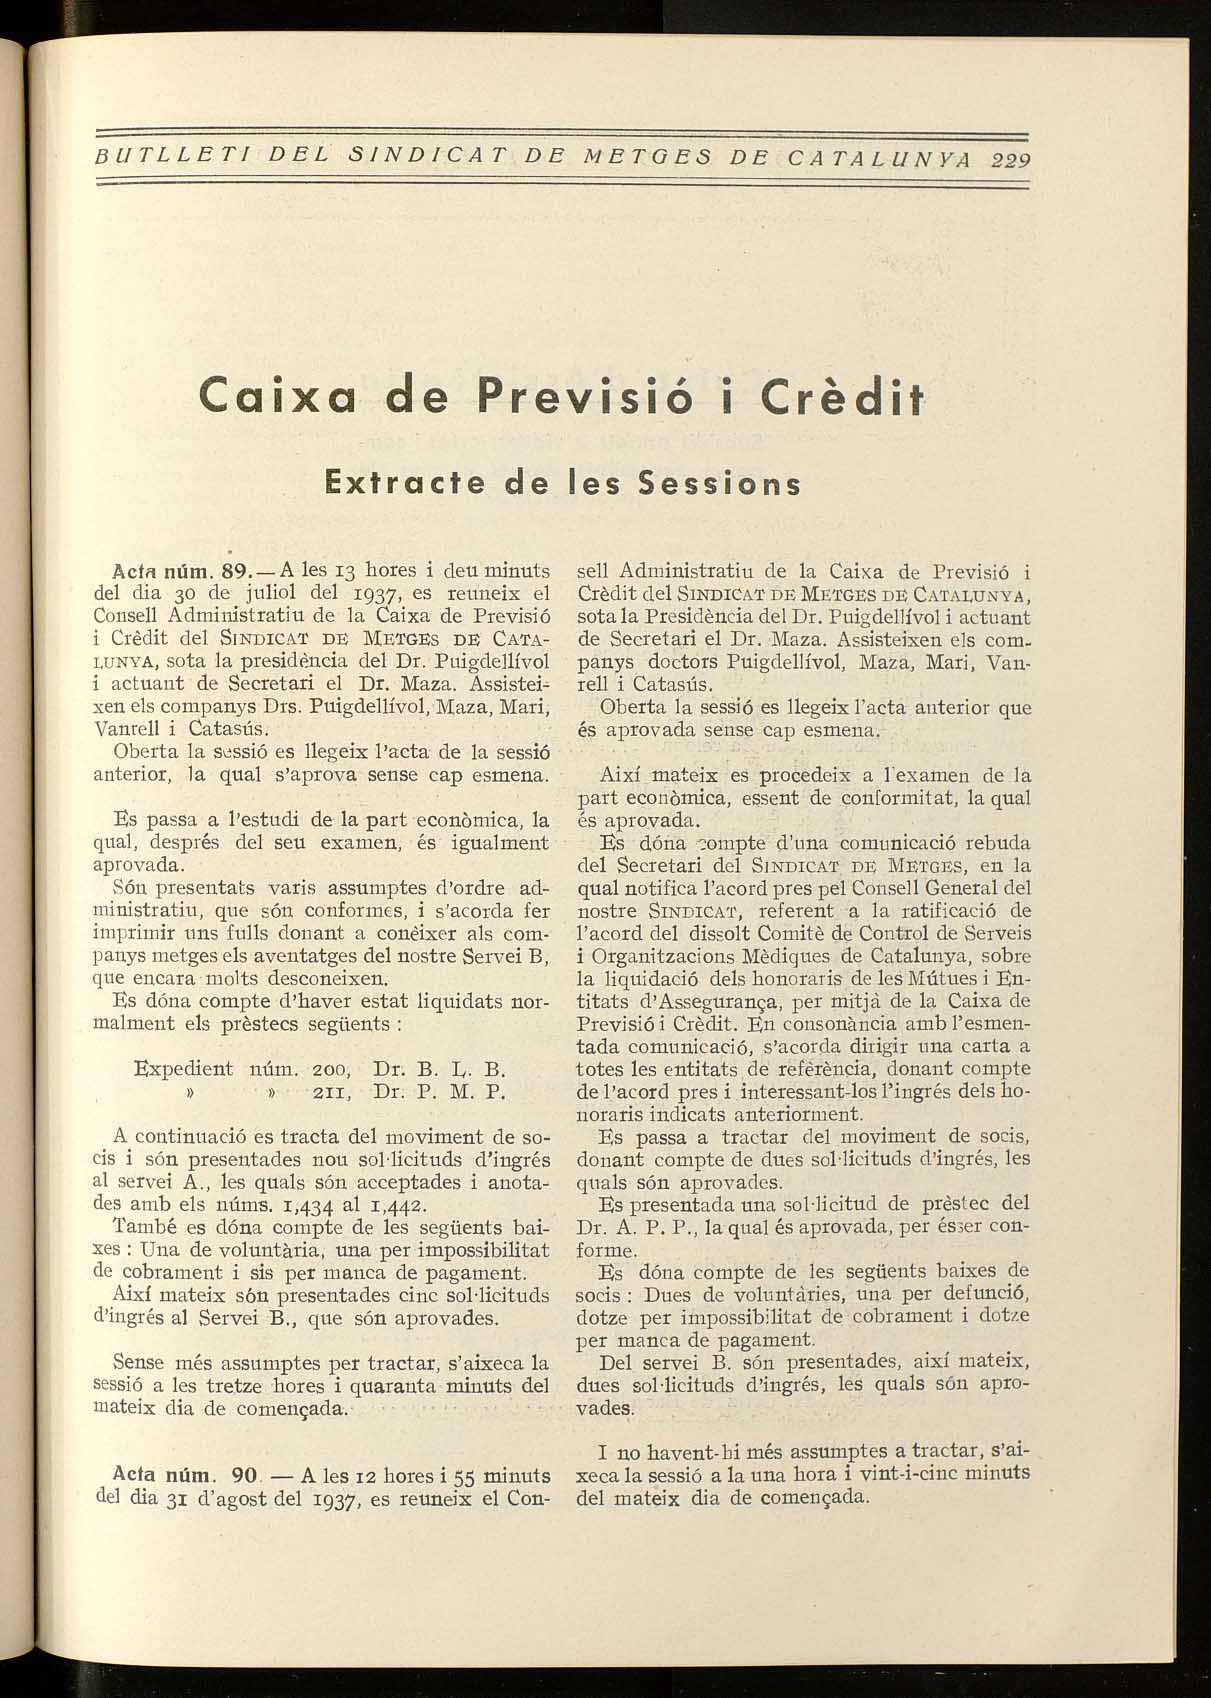 BUTLLETI DEL SINDICAT DE METGES DE CATALUNYA 229
Caixa de Previsió i Crèdit
Extracte de les Sessions
Acta núm. 89.—A les 13 hores i deu minuts
del dia 30 de juliol del 1937, es reuneix el
Consell Administratiu de la Caixa de Previsió
i Crèdit del SINDICAT DE METGES DE CATA-
LUNYA, sota la presidència del Dr. Puigdellívol
i actuant de Secretari el Dr. Maza. Assistei-
xen els companys Drs. Puigdellívol, Maza, Mari,
Vanrell i Catasús.
Oberta la sessió es llegeix l'acta de la sessió
anterior, la qual s'aprova sense cap esmena.
Es passa a l'estudi de la part econòmica, la
qual, després del seu examen, és igualment
aprovada.
Són presentats varis assumptes d'ordre ad-
ministratiu, que són conformes, i s'acorda fer
imprimir uns fulls donant a conèixer als com-
panys metges els aventatges del nostre Servei B,
que encara molts desconeixen.
Es dóna compte d'haver estat liquidats nor-
malment els prèstecs següents :
Expedient núm. 200, Dr. B. L. B.
» » 211, Dr. P. M. P.
A continuació es tracta del moviment de so-
cis i són presentades nou sol·licituds d'ingrés
al servei A., les quals són acceptades i anota-
des amb els núms. 1,434 al 1,442.
També es dóna compte de les següents bai-
xes : Una de voluntària, una per impossibilitat
de cobrament i sis per manca de pagament.
Així mateix són presentades cinc sol·licituds
d'ingrés al Servei B., que són aprovades.
Sense més assumptes per tractar, s'aixeca la
sessió a les tretze hores i quaranta minuts del
mateix dia de començada.
Acta núm. 90. — A les 12 hores i 55 minuts
del dia 31 d'agost del 1937, es reuneix el Con-
sell Administratiu de la Caixa de Previsió i
Crèdit del SINDICAT DE METGES DE CATALUNYA,
sota la Presidència del Dr. Puigdellívol i actuant
de Secretari el Dr. Maza. Assisteixen els com-
panys doctors Puigdellívol, Maza, Mari, Van-
rell i Catasús.
Oberta la sessió es llegeix l'acta anterior que
és aprovada sense cap esmena.
Així mateix es procedeix a l'examen de la
part econòmica, essent de conformitat, la qual
és aprovada.
Es dóna compte d'una comunicació rebuda
del Secretari del SINDICAT DE METGES, en la
qual notifica l'acord pres pel Consell General del
nostre SINDICAT, referent a la ratificació de
l'acord del dissolt Comitè de Control de Serveis
i Organitzacions Mèdiques de Catalunya, sobre
la liquidació dels honoraris de les Mútues i En-
titats d'Assegurança, per mitjà de la Caixa de
Previsió i Crèdit. En consonància amb l'esmen-
tada comunicació, s'acorda dirigir una carta a
totes les entitats de referència, donant compte
de l'acord pres i interessant-los l'ingrés dels ho-
noraris indicats anteriorment.
Es passa a tractar del moviment de socis,
donant compte de dues sol·licituds d'ingrés, les
quals són aprovades.
Es presentada una sol·licitud de prèstec del
Dr. A. P. P., la qual és aprovada, per ésser con-
forme.
Es dóna compte de les següents baixes de
socis : Dues de voluntáries, una per defunció,
dotze per impossibilitat de cobrament i dotze
per manca de pagament.
Del servei B. són presentades, així mateix,
dues sol·licituds d'ingrés, les quals són apro-
vades.
I no havent-hi més assumptes a tractar, s'ai-
xeca la sessió a la una hora i vint-i-cinc minuts
del mateix dia de començada.